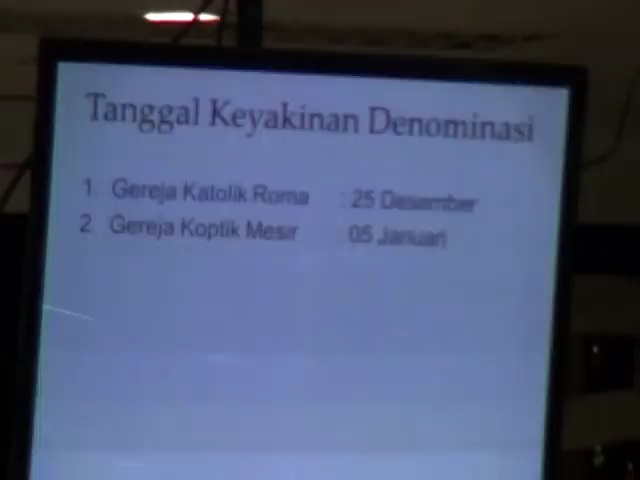 Tanggal Keyakinan Denominasi
1. Gereja Katolik Roma : 25 Desember
2 Gereja Koptik Mesir : 05 Januari